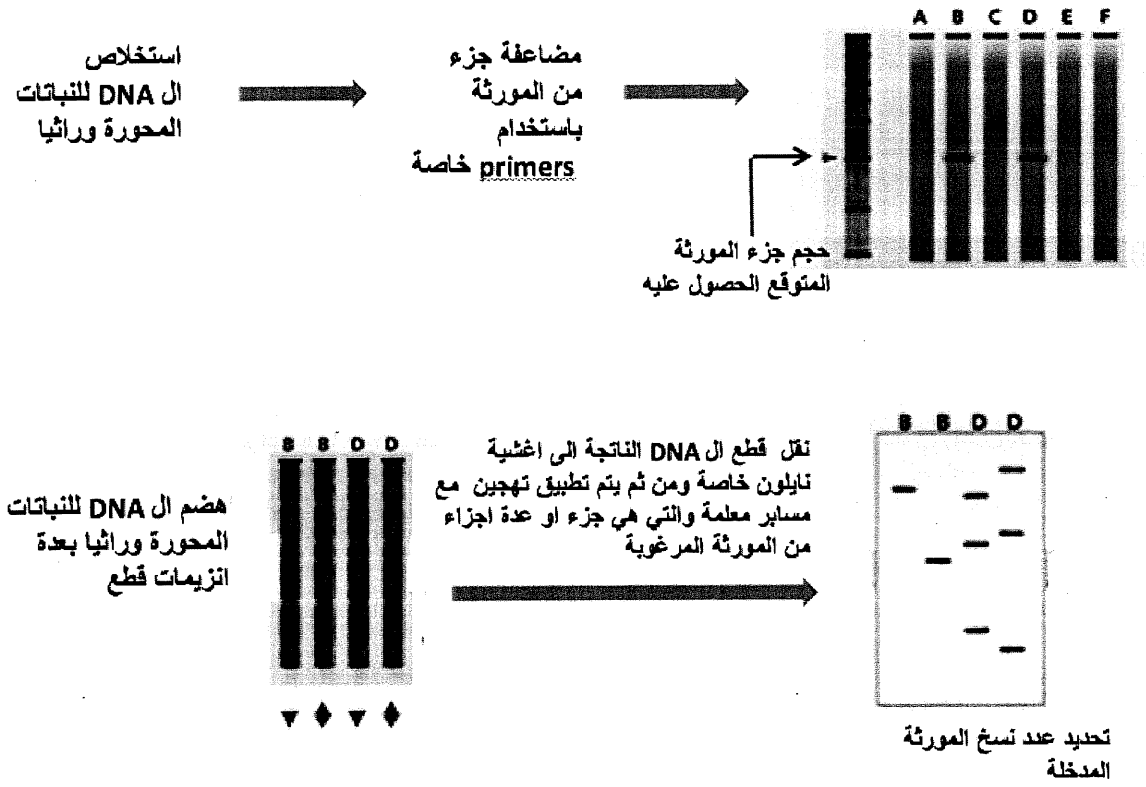 استخلاص
ال DNA للنباتات
المحورة وراثيا
مضاعفة جزء
من المورثة
باستخدام
primers خاصة
A B C D E F
حجم جزء المورثة
المتوقع الحصول عليه
هضم ال DNA للنباتات
المحورة وراثيا بعدة
انزيمات قطع
B B D D
نقل قطع ال DNA الناتجة الى اغشية
نايلون خاصة ومن ثم يتم تطبيق تهجين مع
مسابر معلمة والتي هي جزء او عدة اجزاء
من المورثة المرغوبة
B B D D
تحديد عدد نسخ المورثة
المدخلة